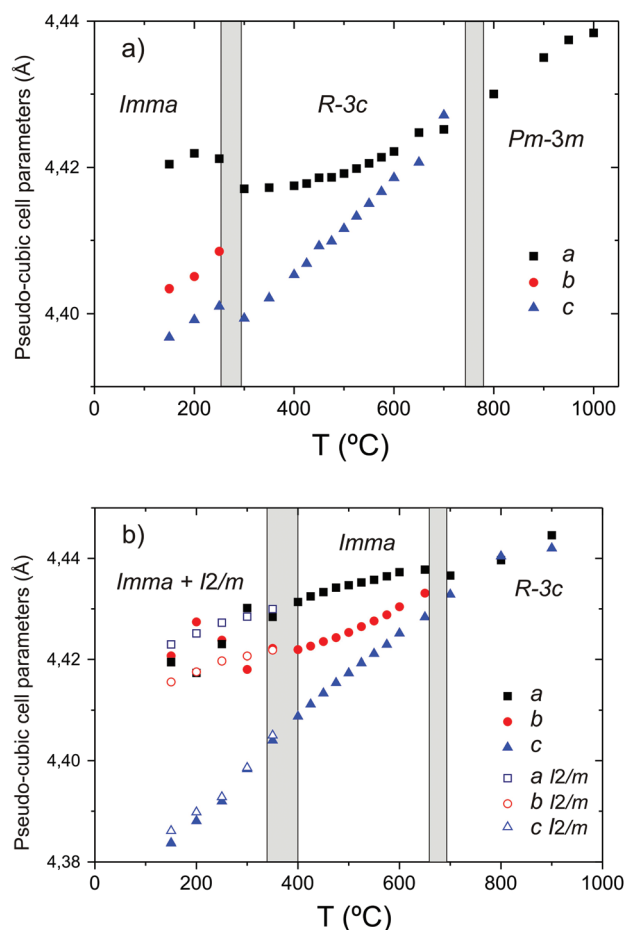 a)
Imma
R-3c
Pm-3m
a
b
c
4,44
4,42
4,40
Pseudo-cubic cell parameters (Å)
0 200 400 600 800 1000
T (ºC)
b)
Imma + I2/m
Imma
R-3c
a
b
c
a I2/m
b I2/m
c I2/m
4,44
4,42
4,40
4,38
Pseudo-cubic cell parameters (Å)
0 200 400 600 800 1000
T (ºC)